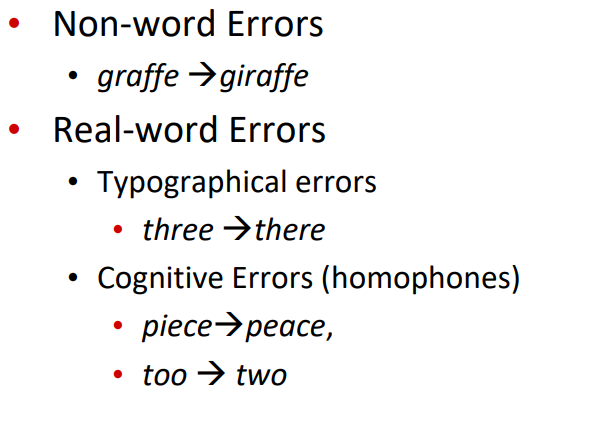 • Non-word Errors
• graffe →giraffe
• Real-word Errors
• Typographical errors
• three →there
• Cognitive Errors (homophones)
• piece→peace,
• too → two